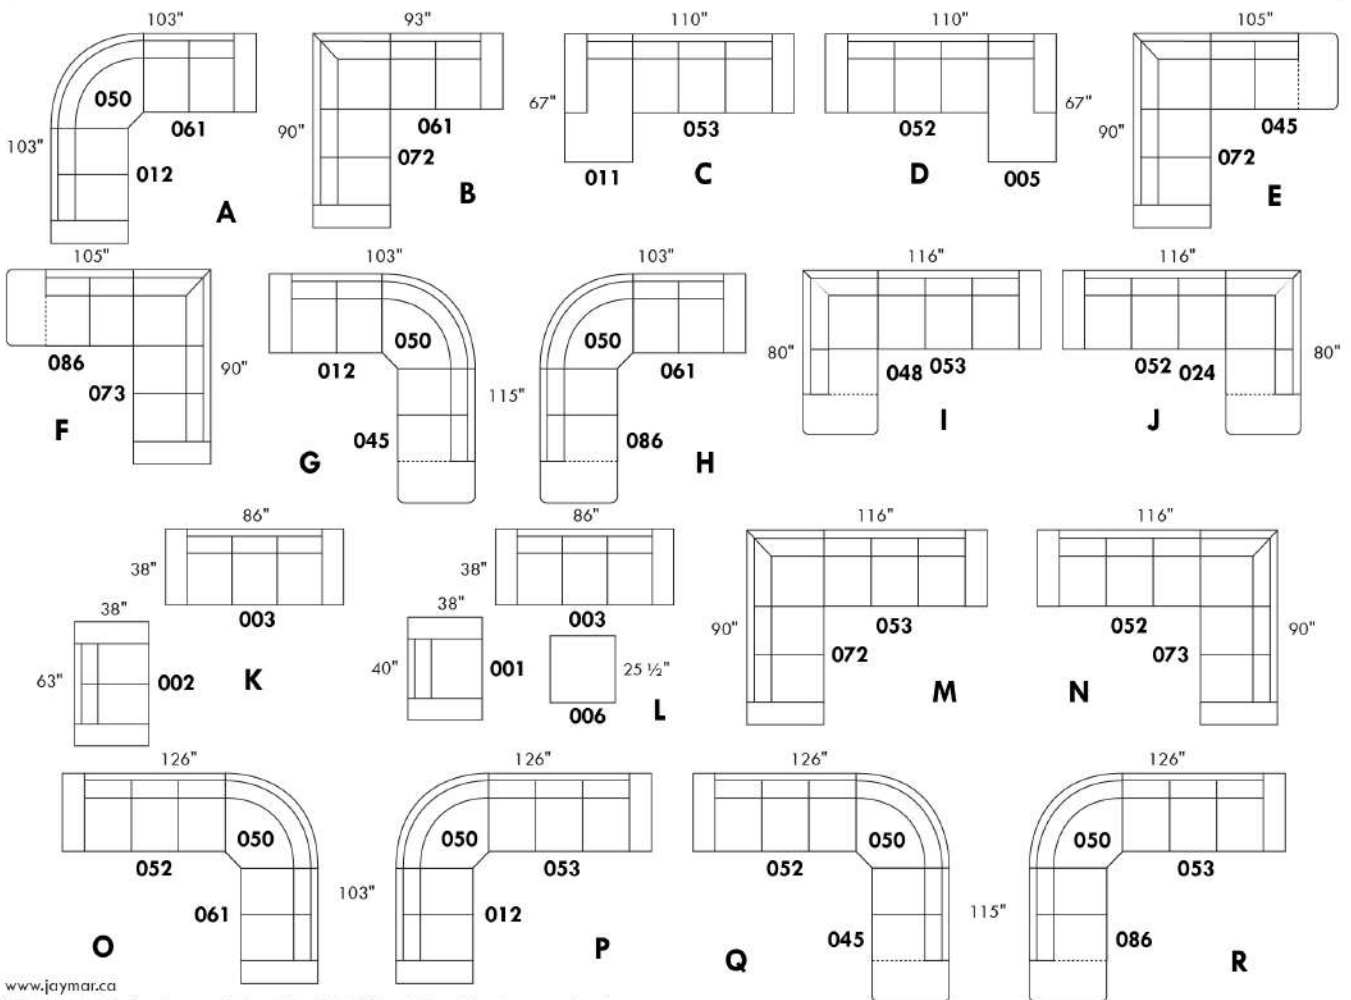 103" 93" 110" 110" 105"
050 061 103" 012 A
90" 061 072 B
67" 053 011 C
052 67" 005 D
90" 045 072 E
105" 103" 103" 116" 116"
086 073 90" F
050 012 045 115" G
050 061 086 H
80" 048 053 I
052 024 80" J
86" 86" 116" 116"
38" 003 38" 63" 002 K
38" 003 38" 40" 001 25 ½" 006 L
90" 053 072 M
052 073 90" N
126" 126" 126" 126"
050 052 061 103" O
050 053 012 P
050 052 045 115" Q
050 053 086 R
www.jaymar.ca